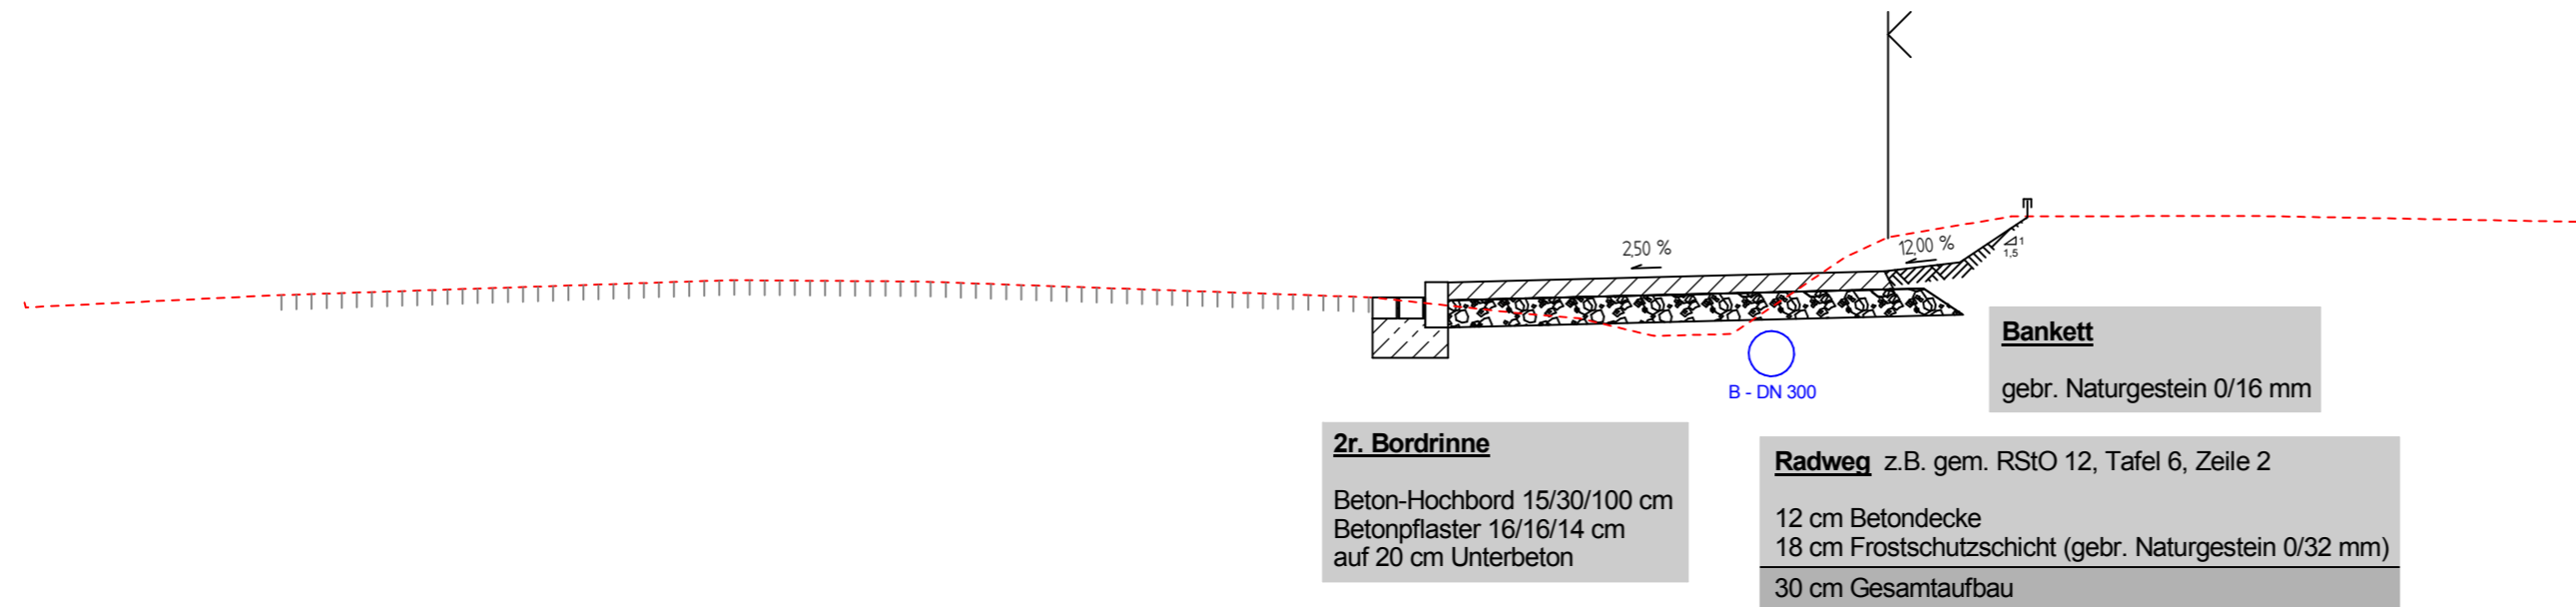 2,50 %
12,00 %
1
1,5
B - DN 300
Bankett
gebr. Naturgestein 0/16 mm
2r. Bordrinne
Beton-Hochbord 15/30/100 cm
Betonpflaster 16/16/14 cm
auf 20 cm Unterbeton
Radweg z.B. gem. RStO 12, Tafel 6, Zeile 2
12 cm Betondecke
18 cm Frostschutzschicht (gebr. Naturgestein 0/32 mm)
30 cm Gesamtaufbau